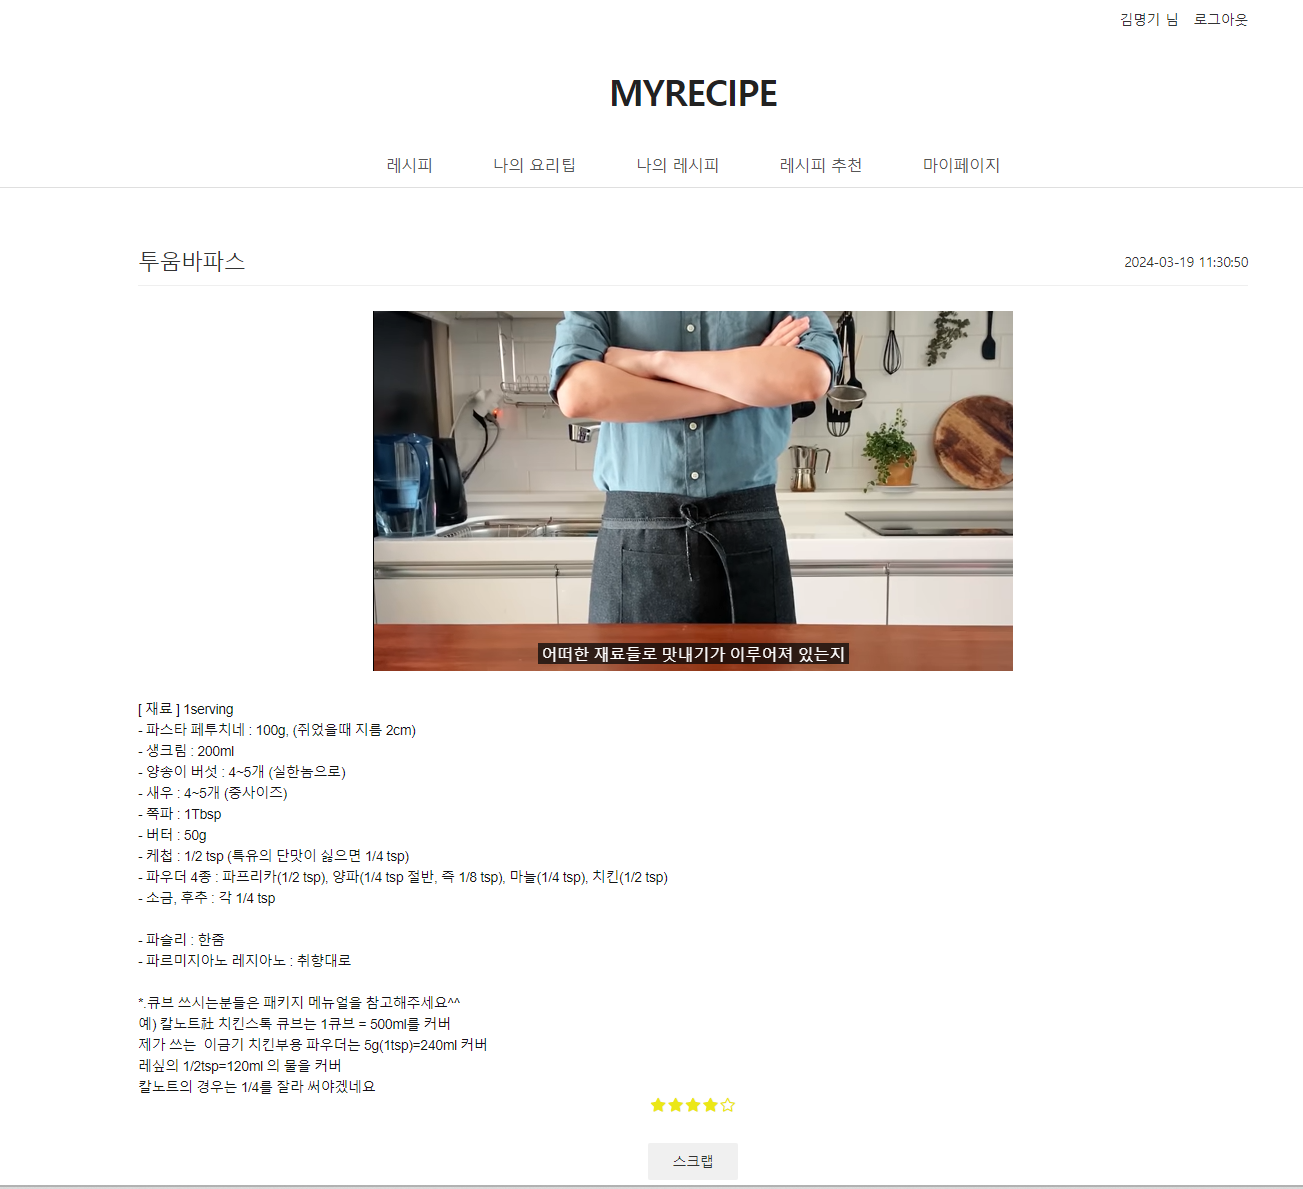 김명기 님 로그아웃
MYRECIPE
레시피 나의 요리팁 나의 레시피 레시피 추천 마이페이지
투움바파스
2024-03-19 11:30:50
어떠한 재료들로 맛내기가 이루어져 있는지
[ 재료 ] 1serving
- 파스타 페투치네 : 100g, (쥐었을때 지름 2cm)
- 생크림 : 200ml
- 양송이 버섯 : 4~5개 (실한놈으로)
- 새우 : 4~5개 (중사이즈)
- 쪽파 : 1Tbsp
- 버터 : 50g
- 케첩 : 1/2 tsp (특유의 단맛이 싫으면 1/4 tsp)
- 파우더 4종 : 파프리카(1/2 tsp), 양파(1/4 tsp 절반, 즉 1/8 tsp), 마늘(1/4 tsp), 치킨(1/2 tsp)
- 소금, 후추 : 각 1/4 tsp
- 파슬리 : 한줌
- 파르미지아노 레지아노 : 취향대로
*.큐브 쓰시는분들은 패키지 메뉴얼을 참고해주세요^^
예) 칼노트社 치킨스톡 큐브는 1큐브 = 500ml를 커버
제가 쓰는  이금기 치킨부용 파우더는 5g(1tsp)=240ml 커버
레싶의 1/2tsp=120ml 의 물을 커버
칼노트의 경우는 1/4를 잘라 써야겠네요
스크랩